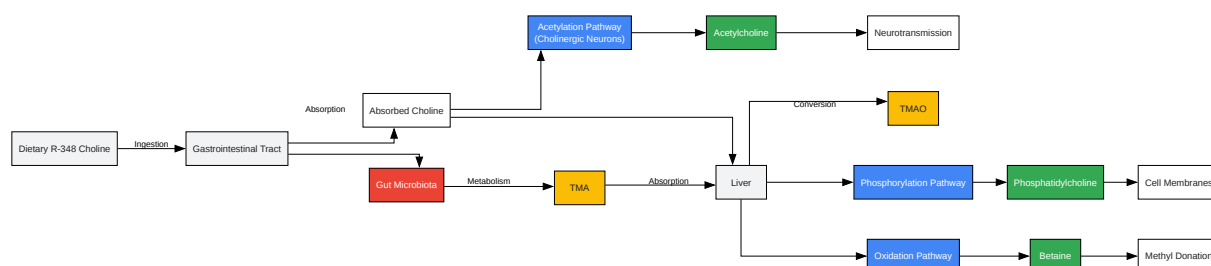 Acetylation Pathway
(Cholinergic Neurons)
Acetylcholine
Neurotransmission
Absorption
Absorbed Choline
Conversion
TMAO
Dietary R-348 Choline
Ingestion
Gastrointestinal Tract
Gut Microbiota
Metabolism
TMA
Absorption
Liver
Phosphorylation Pathway
Phosphatidylcholine
Cell Membranes
Oxidation Pathway
Betaine
Methyl Donation